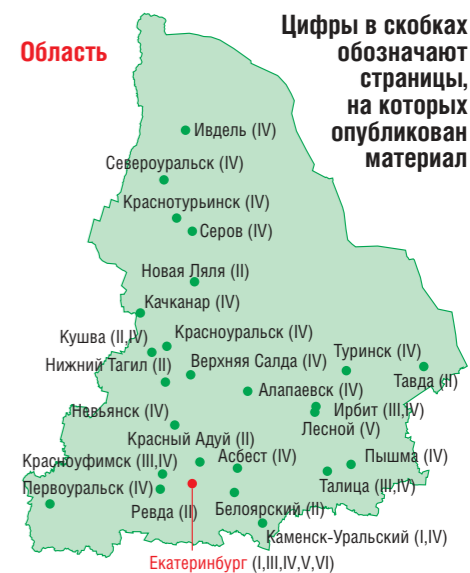 Область
Цифры в скобках
обозначают
страницы,
на которых
опубликован
материал
Ивдель (IV)
Североуральск (IV)
Краснотурьинск (IV)
Серов (IV)
Новая Ляля (II)
Качканар (IV)
Кушва (II,IV)
Красноуральск (IV)
Нижний Тагил (II)
Верхняя Салда (IV)
Туринск (IV)
Тавда (II)
Алапаевск (IV)
Невьянск (IV)
Ирбит (III,IV)
Лесной (V)
Красный Адуй (II)
Красноуфимск (III,IV)
Асбест (IV)
Пышма (IV)
Первоуральск (IV)
Талица (III,IV)
Ревда (II)
Белоярский (II)
Каменск-Уральский (I,IV)
Екатеринбург (I,III,IV,V,VI)